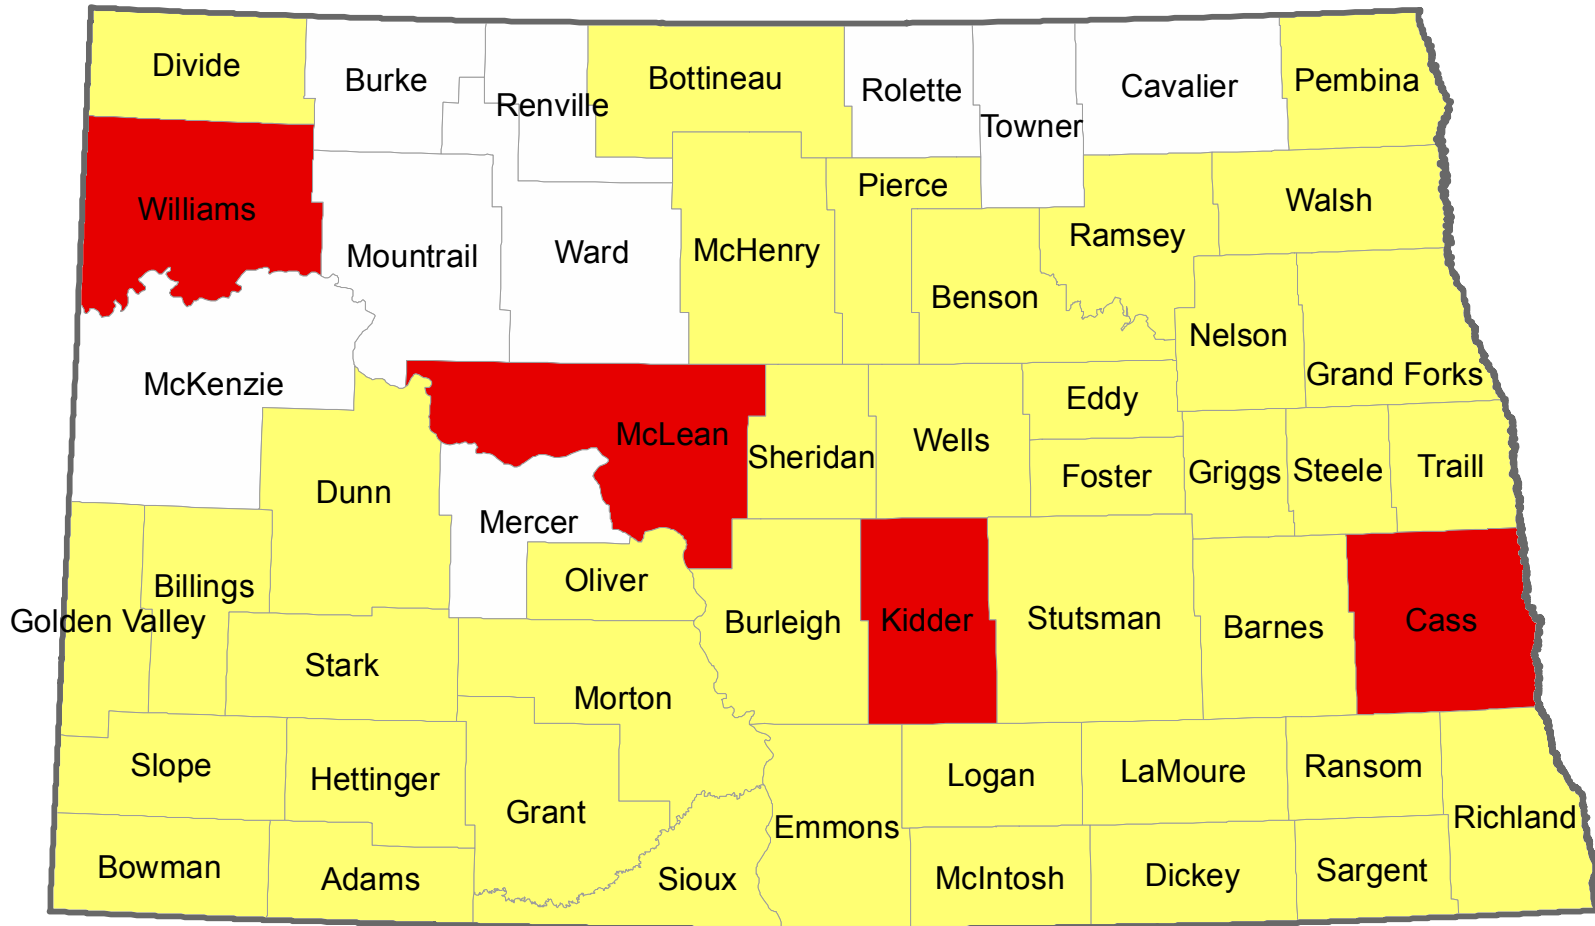 Divide
Burke
Renville
Bottineau
Rolette
Towner
Cavalier
Pembina
Williams
Mountrail
Ward
McHenry
Pierce
Benson
Ramsey
Walsh
Nelson
Grand Forks
McKenzie
McLean
Sheridan
Wells
Eddy
Foster
Griggs
Steele
Traill
Dunn
Mercer
Oliver
Billings
Golden Valley
Stark
Morton
Burleigh
Kidder
Stutsman
Barnes
Cass
Slope
Hettinger
Grant
Emmons
Logan
LaMoure
Ransom
Richland
Bowman
Adams
Sioux
McIntosh
Dickey
Sargent